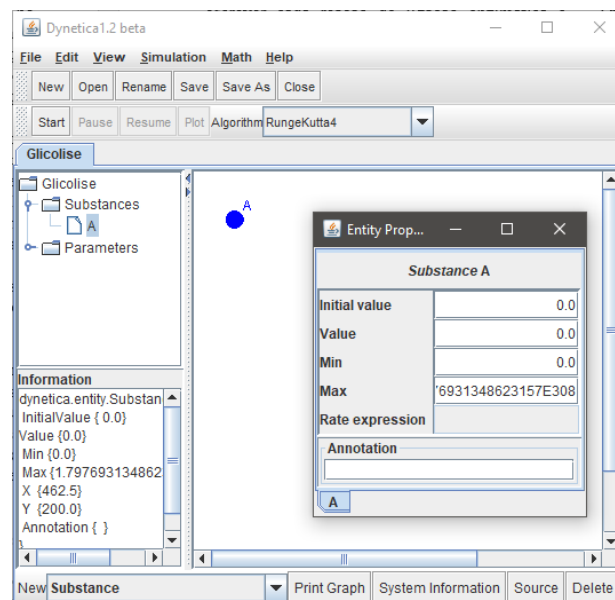 Dynetica1.2 beta
File Edit View Simulation Math Help
New Open Rename Save Save As Close
Start Pause Resume Plot Algorithm RungeKutta4
Glicolise
Glicolise
Substances
A
Parameters
A
Entity Prop...
Substance A
Initial value 0.0
Value 0.0
Min 0.0
Max 6931348623157E308
Rate expression
Annotation
A
Information
dynetica.entity.Substan
InitialValue { 0.0}
Value {0.0}
Min {0.0}
Max {1.797693134862
X {462.5}
Y {200.0}
Annotation { }
}
New Substance Print Graph System Information Source Delete